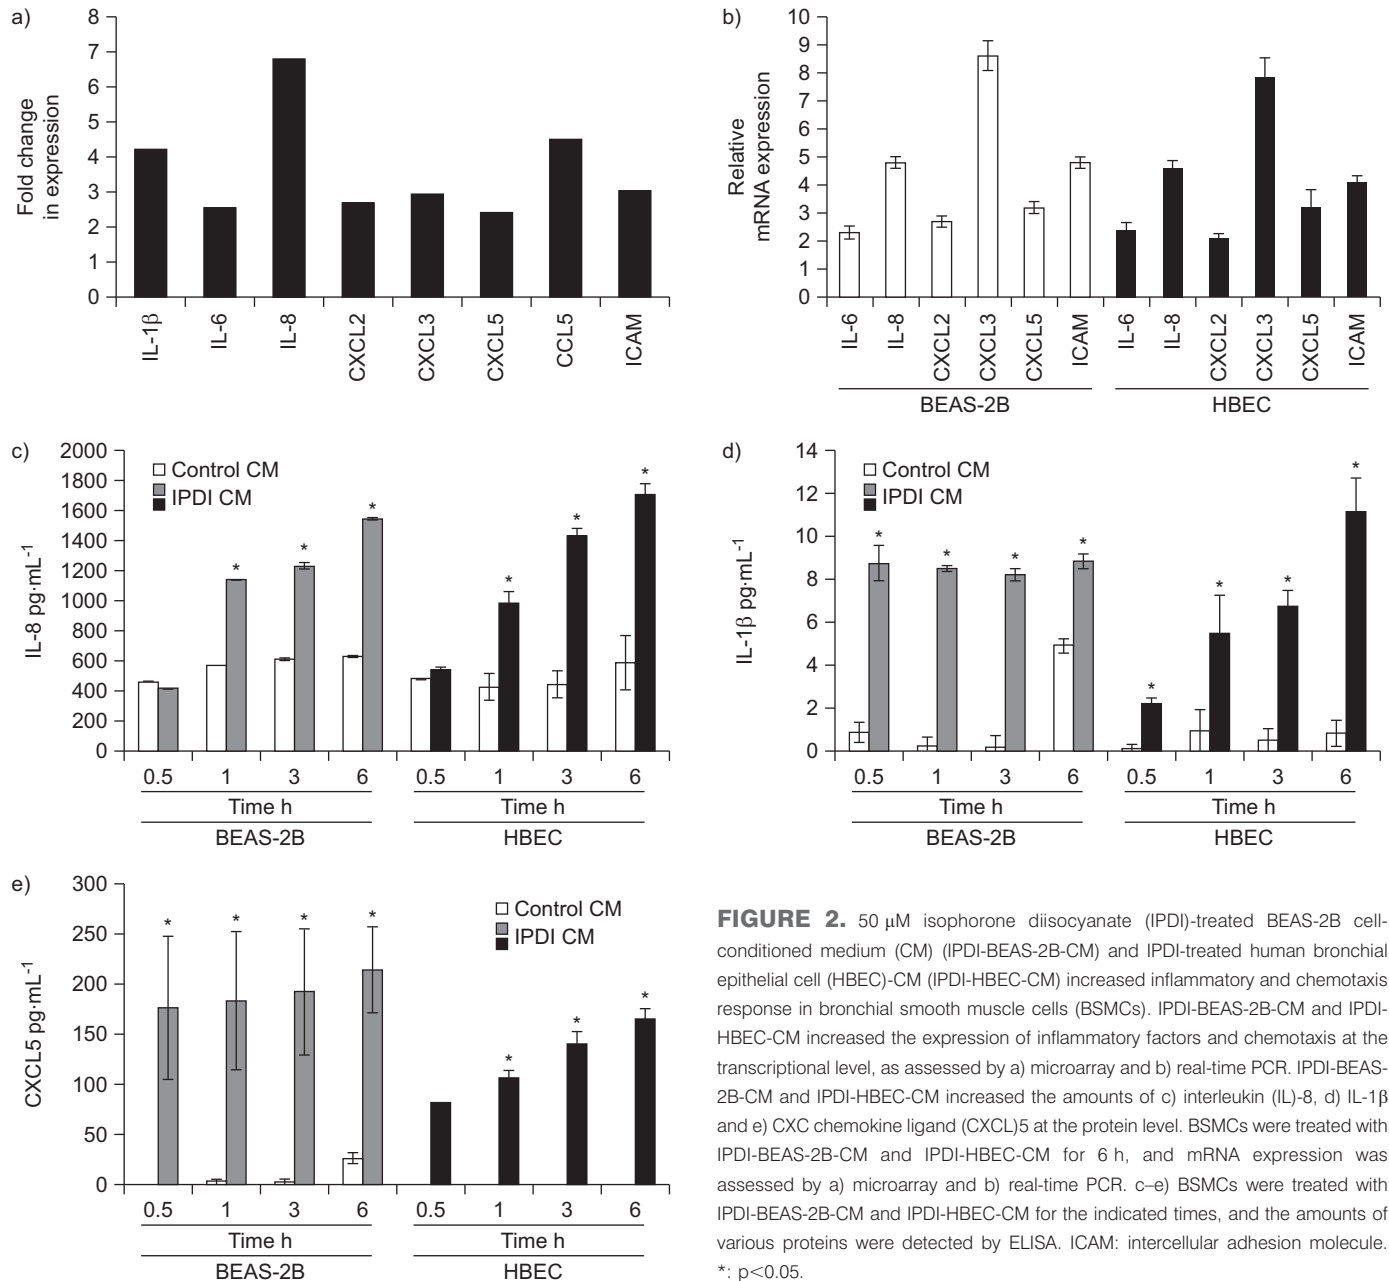 a)
8
7
6
5
4
3
2
1
0
Fold change
in expression
IL-1β
IL-6
IL-8
CXCL2
CXCL3
CXCL5
CCL5
ICAM
b)
10
9
8
7
6
5
4
3
2
1
0
Relative
mRNA expression
IL-6
IL-8
CXCL2
CXCL3
CXCL5
ICAM
IL-6
IL-8
CXCL2
CXCL3
CXCL5
ICAM
BEAS-2B
HBEC
c)
2000
1800
1600
1400
1200
1000
800
600
400
200
0
IL-8 pg·mL-1
Control CM
IPDI CM
* * * * * *
0.5 1 3 6 0.5 1 3 6
Time h Time h
BEAS-2B HBEC
d)
14
12
10
8
6
4
2
0
IL-1β pg·mL-1
Control CM
IPDI CM
* * * * * * * *
0.5 1 3 6 0.5 1 3 6
Time h Time h
BEAS-2B HBEC
e)
300
250
200
150
100
50
0
CXCL5 pg·mL-1
Control CM
IPDI CM
* * * * * * *
0.5 1 3 6 0.5 1 3 6
Time h Time h
BEAS-2B HBEC
FIGURE 2. 50 μM isophorone diisocyanate (IPDI)-treated BEAS-2B cell-
conditioned medium (CM) (IPDI-BEAS-2B-CM) and IPDI-treated human bronchial
epithelial cell (HBEC)-CM (IPDI-HBEC-CM) increased inflammatory and chemotaxis
response in bronchial smooth muscle cells (BSMCs). IPDI-BEAS-2B-CM and IPDI-
HBEC-CM increased the expression of inflammatory factors and chemotaxis at the
transcriptional level, as assessed by a) microarray and b) real-time PCR. IPDI-BEAS-
2B-CM and IPDI-HBEC-CM increased the amounts of c) interleukin (IL)-8, d) IL-1β
and e) CXC chemokine ligand (CXCL)5 at the protein level. BSMCs were treated with
IPDI-BEAS-2B-CM and IPDI-HBEC-CM for 6 h, and mRNA expression was
assessed by a) microarray and b) real-time PCR. c–e) BSMCs were treated with
IPDI-BEAS-2B-CM and IPDI-HBEC-CM for the indicated times, and the amounts of
various proteins were detected by ELISA. ICAM: intercellular adhesion molecule.
*: p<0.05.